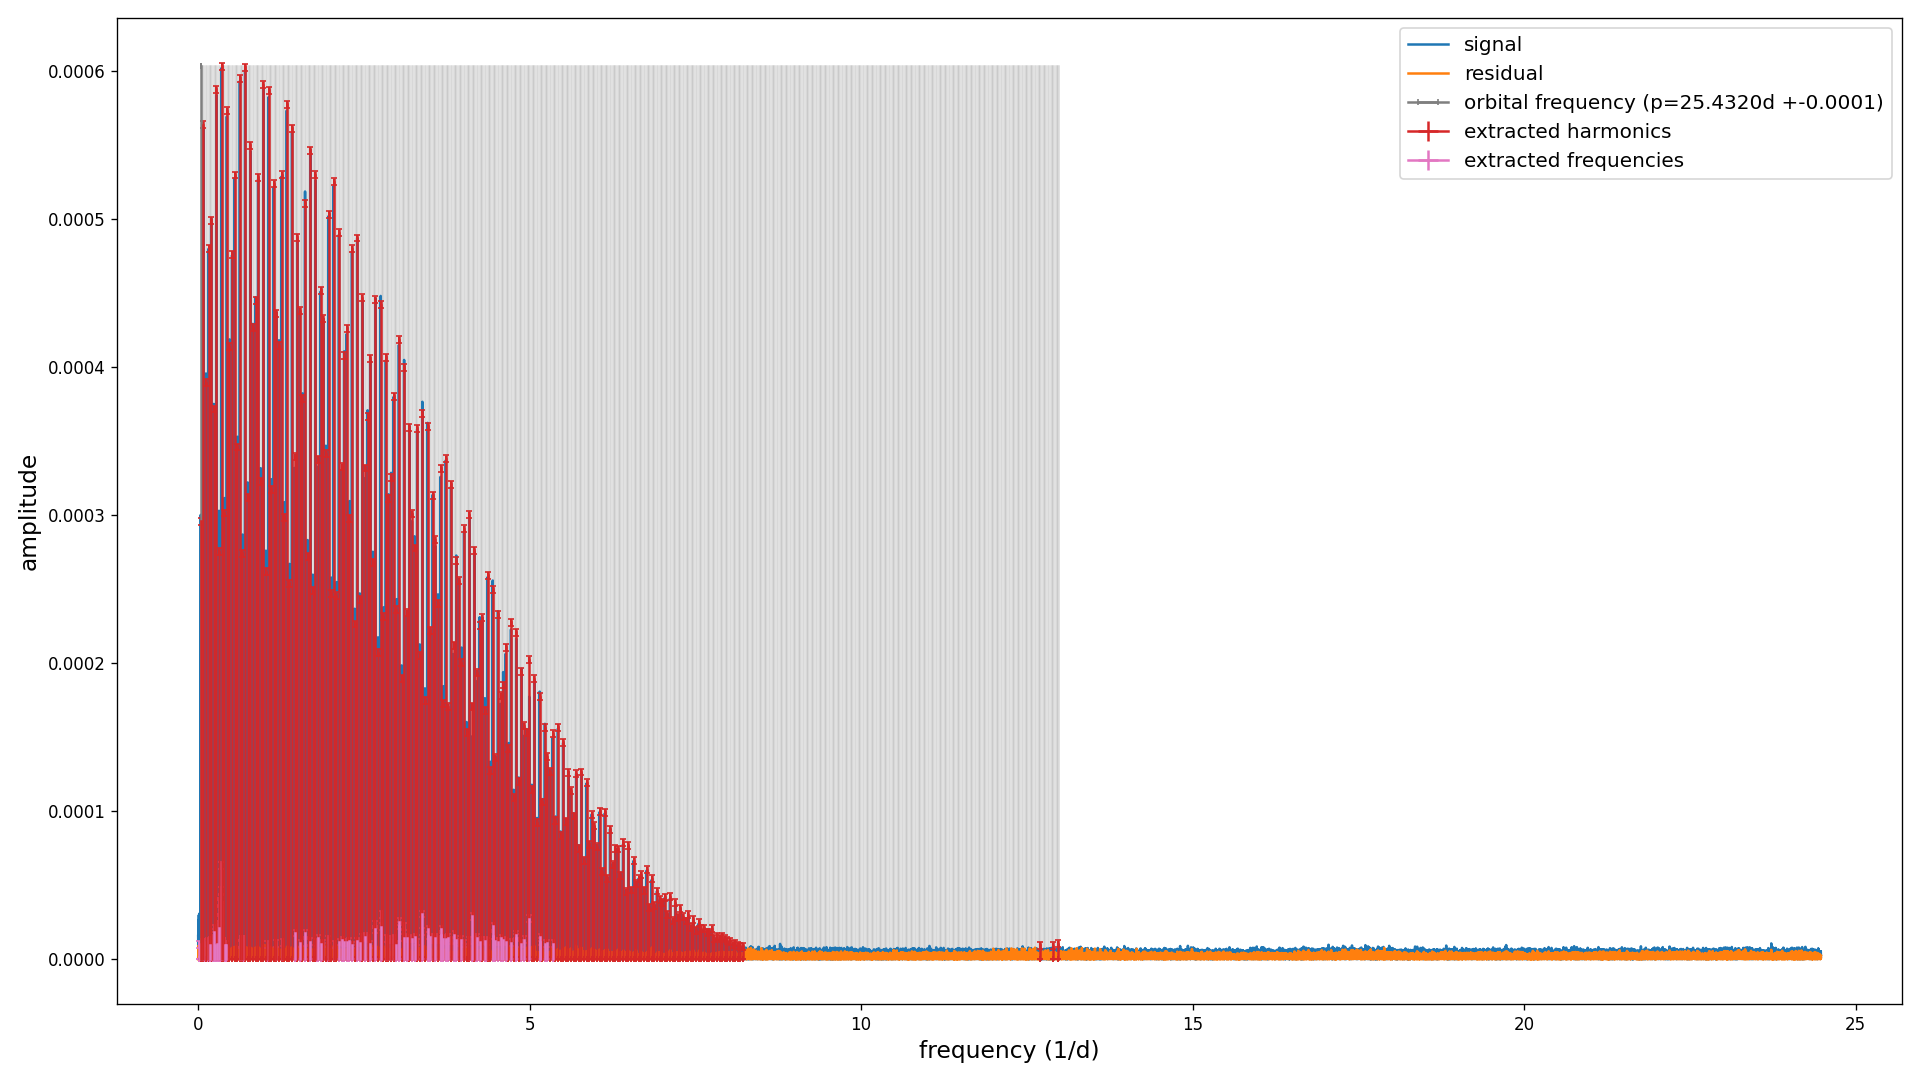 signal
residual
orbital frequency (p=25.4320d +-0.0001)
extracted harmonics
extracted frequencies
0.0006
0.0005
0.0004
0.0003
0.0002
0.0001
0.0000
amplitude
0 5 10 15 20 25
frequency (1/d)